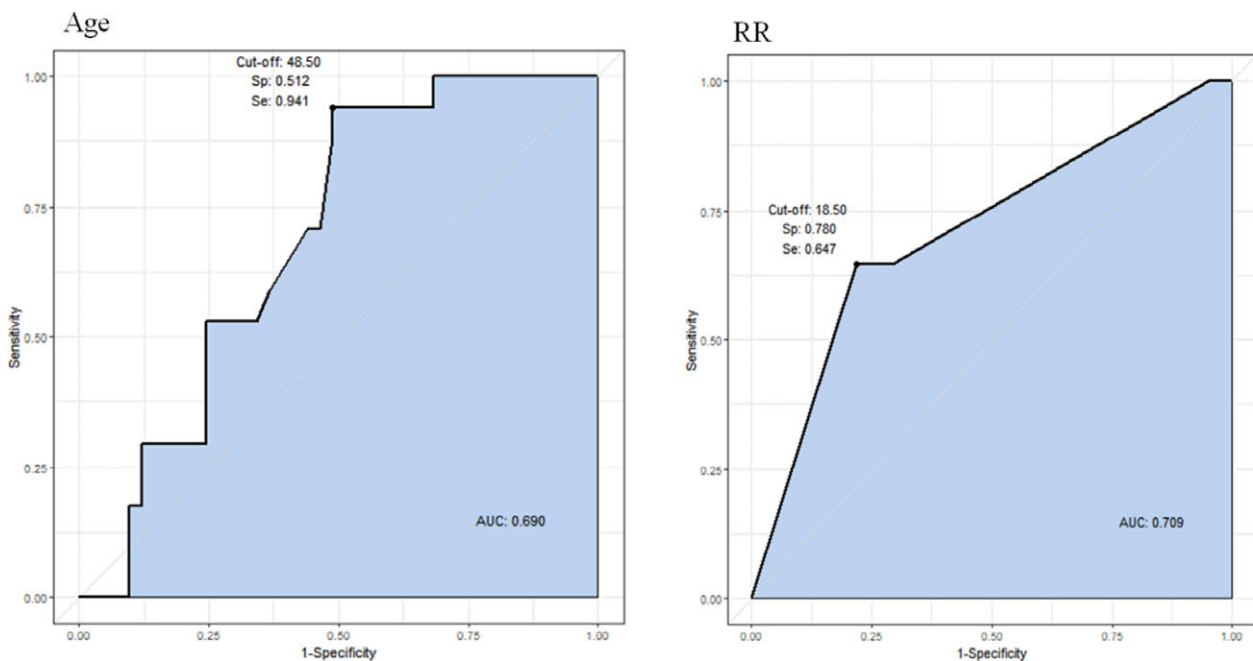 Age
Cut-off: 48.50
Sp: 0.512
Se: 0.941
1.00
0.75
0.50
0.25
0.00
Sensitivity
AUC: 0.690
0.00 0.25 0.50 0.75 1.00
1-Specificity
RR
Cut-off: 18.50
Sp: 0.780
Se: 0.647
1.00
0.75
0.50
0.25
0.00
Sensitivity
AUC: 0.709
0.00 0.25 0.50 0.75 1.00
1-Specificity